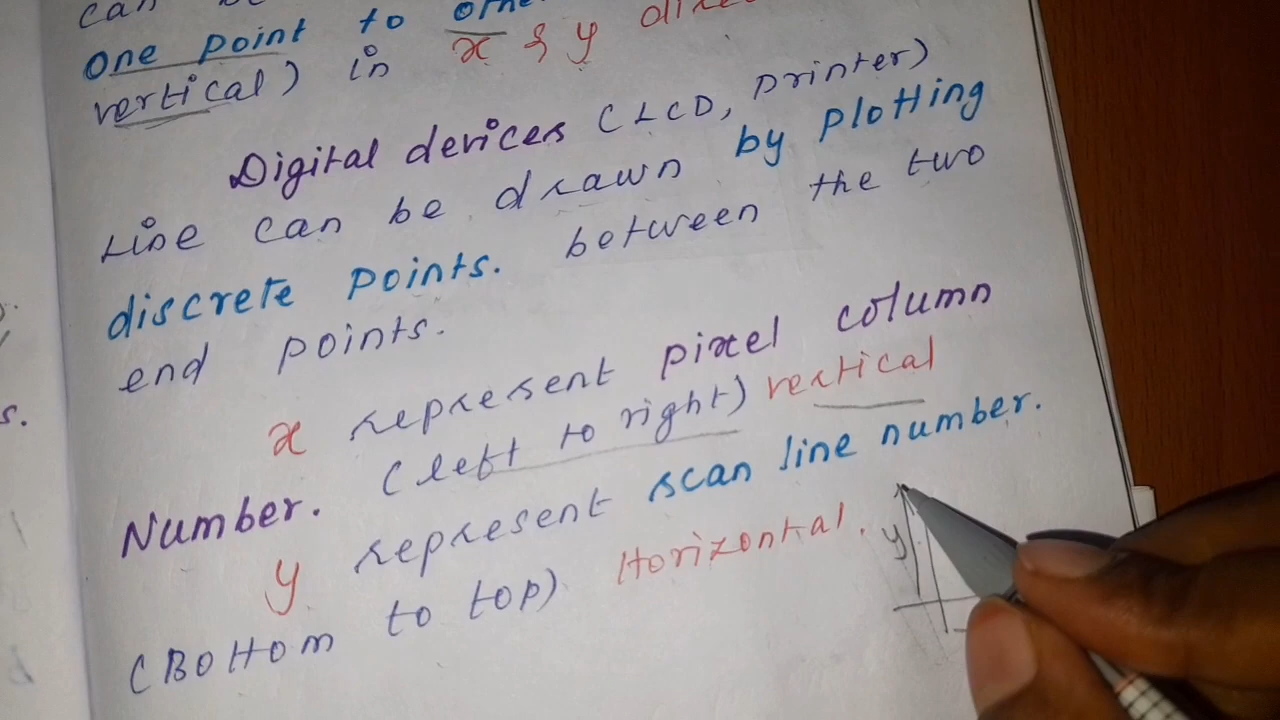 can
one point to
vertical) in x & y
Digital devices (LCD, printer)
Line can be drawn by plotting
discrete points. between the two
end points.
x represent pixel column
Number. (left to right) vertical
y represent scan line number.
(Bottom to top) Horizontal.
y
s.